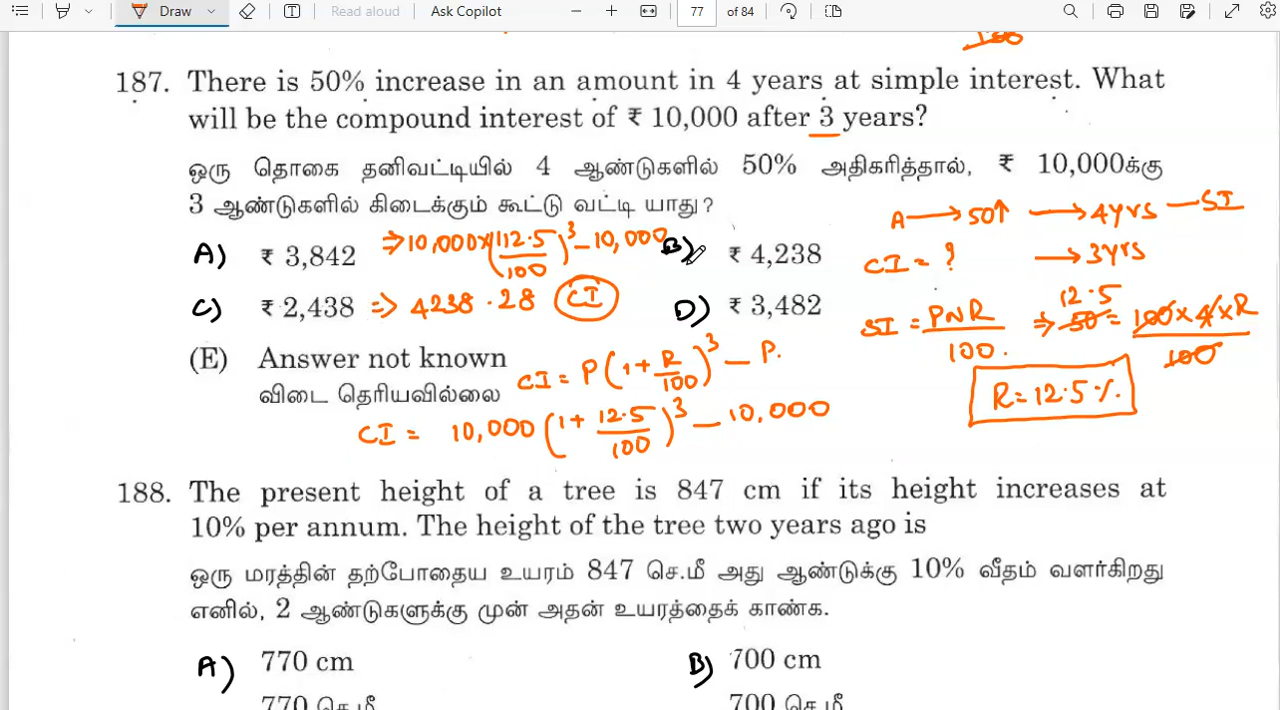 Draw
Read aloud
Ask Copilot
77 of 84
100
187. There is 50% increase in an amount in 4 years at simple interest. What
will be the compound interest of ₹ 10,000 after 3 years?
ஒரு தொகை தனிவட்டியில் 4 ஆண்டுகளில் 50% அதிகரித்தால், ₹ 10,000க்கு
3 ஆண்டுகளில் கிடைக்கும் கூட்டு வட்டி யாது?
A → 50↑ → 4yrs — SI
A) ₹ 3,842
⇒ 10,000 × (112.5/100)^3 − 10,000
B) ₹ 4,238
CI = ? → 3yrs
C) ₹ 2,438
⇒ 4238.28 CI
D) ₹ 3,482
SI = PNR/100 ⇒ 12.5 50 = 100×4×R/100
(E) Answer not known
விடை தெரியவில்லை
CI = P(1+R/100)^3 − P.
R = 12.5%
CI = 10,000 (1+12.5/100)^3 − 10,000
188. The present height of a tree is 847 cm if its height increases at
10% per annum. The height of the tree two years ago is
ஒரு மரத்தின் தற்போதைய உயரம் 847 செ.மீ அது ஆண்டுக்கு 10% வீதம் வளர்கிறது
எனில், 2 ஆண்டுகளுக்கு முன் அதன் உயரத்தைக் காண்க.
A) 770 cm
B) 700 cm
770 செ.மீ
700 செ.மீ